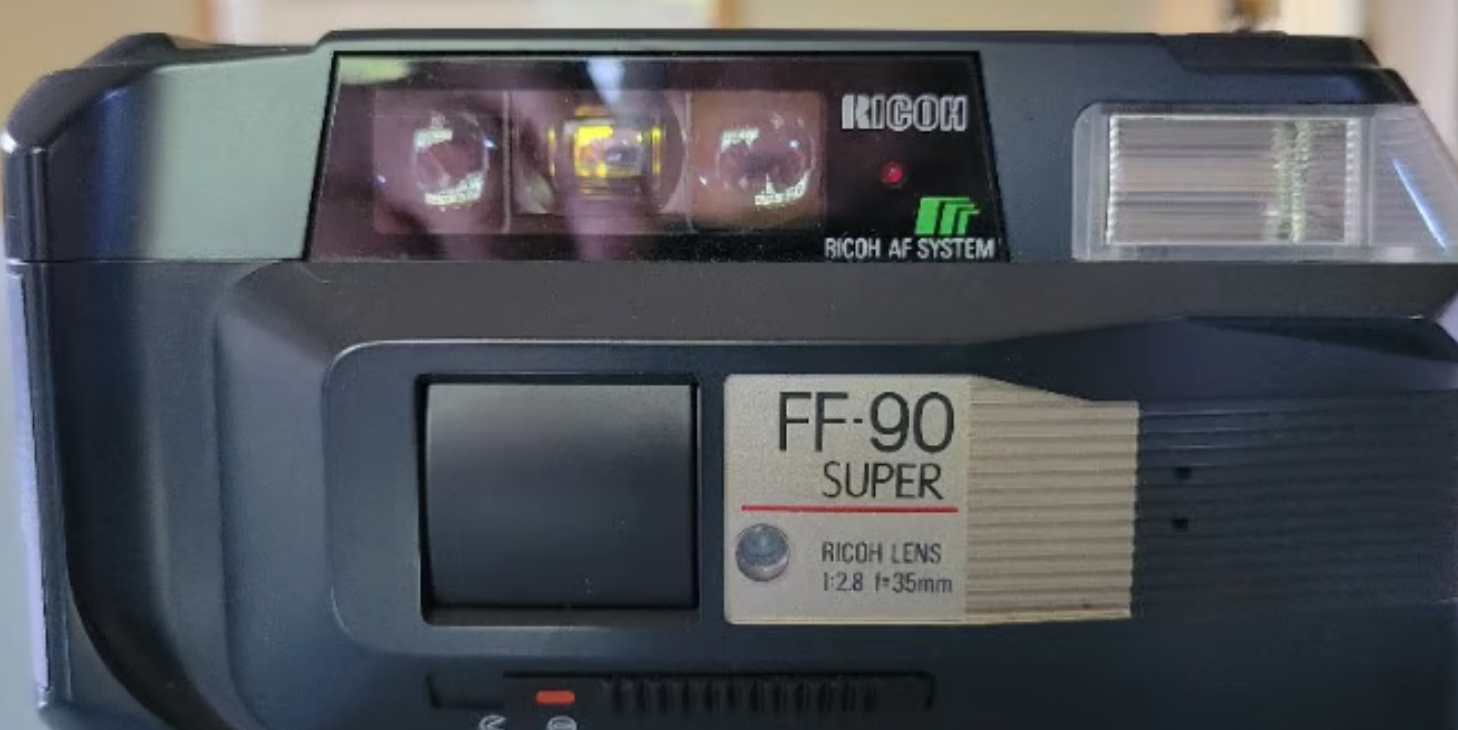 RICOH
RICOH AF SYSTEM
FF-90
SUPER
RICOH LENS
1:2.8 f=35mm